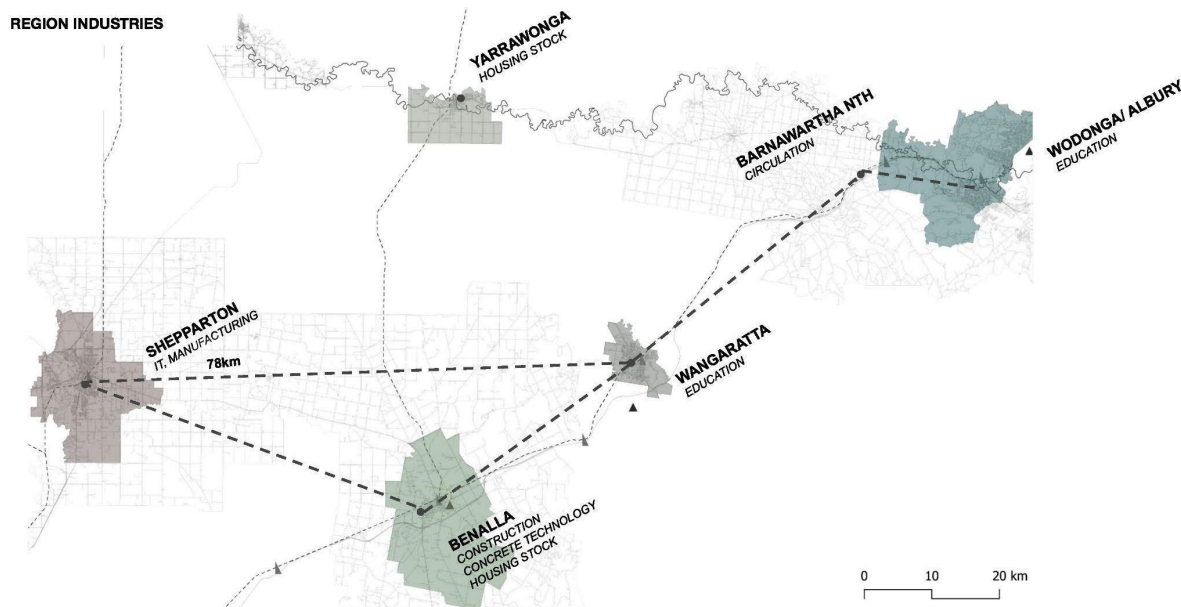 REGION INDUSTRIES
YARRAWONGA
HOUSING STOCK
BARNAWARTHA NTH
CIRCULATION
WODONGA/ ALBURY
EDUCATION
SHEPPARTON
IT, MANUFACTURING
78km
WANGARATTA
EDUCATION
BENALLA
CONSTRUCTION
CONCRETE TECHNOLOGY
HOUSING STOCK
0 10 20 km